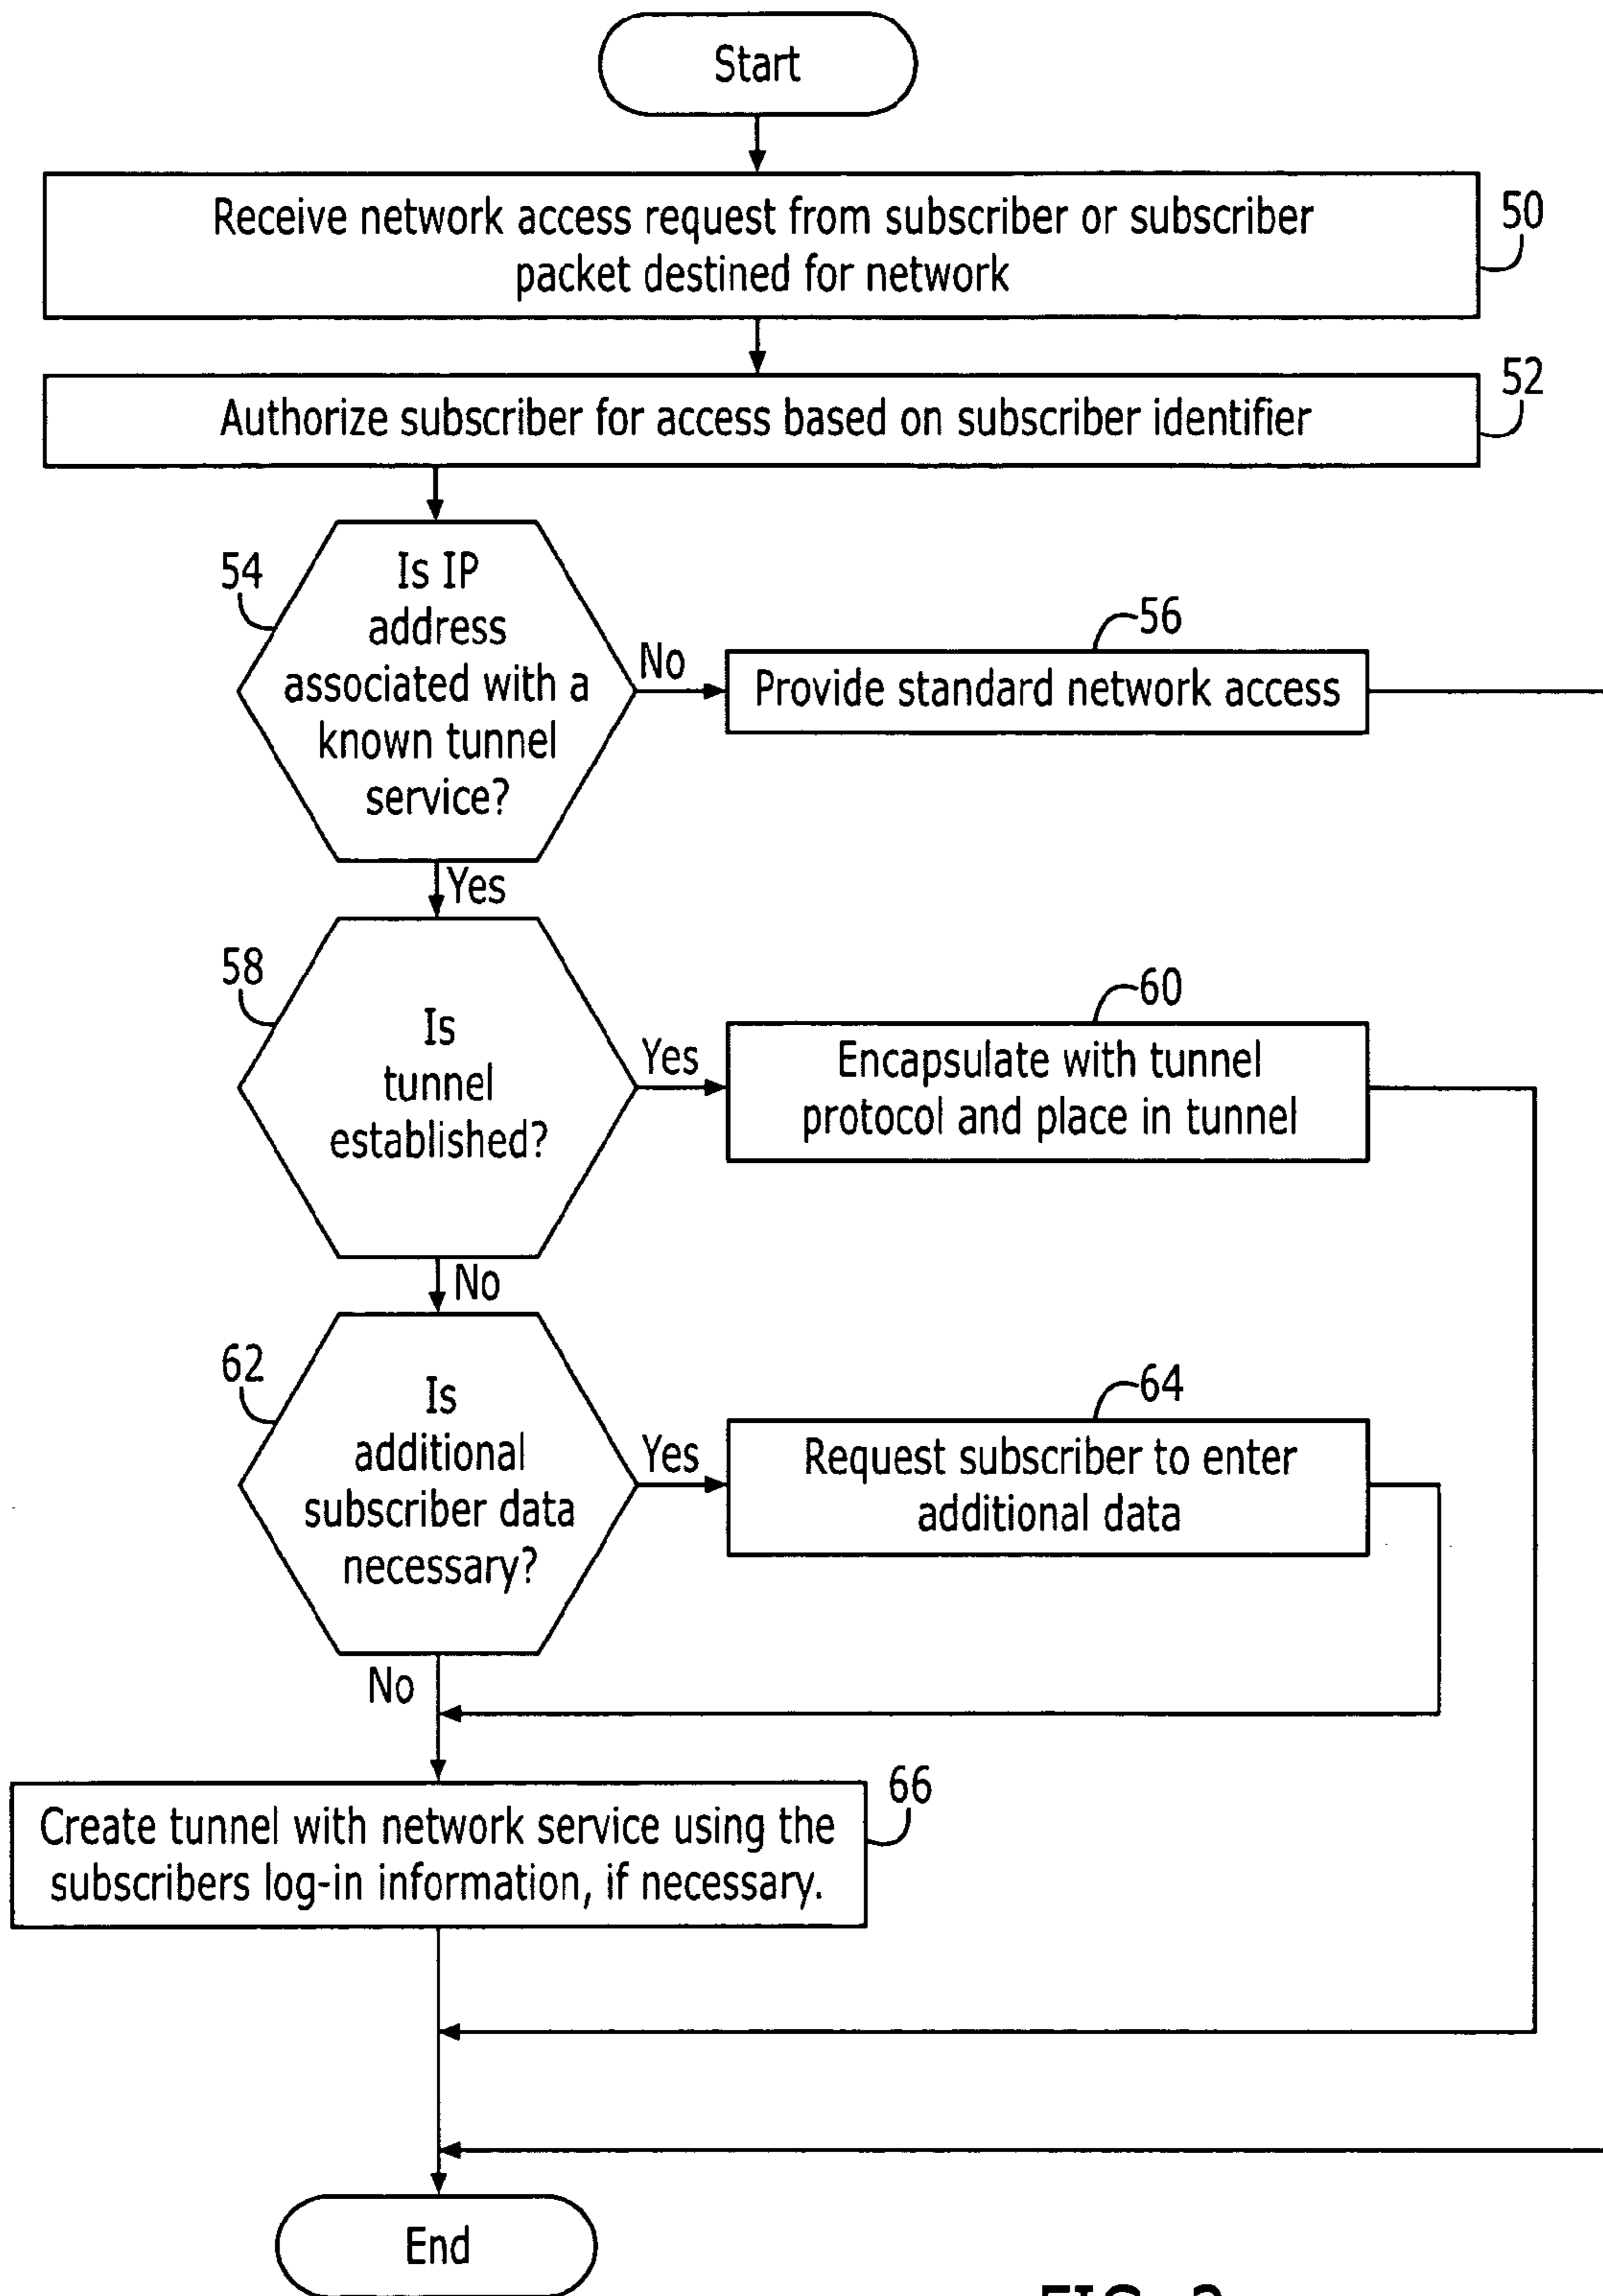 Start
Receive network access request from subscriber or subscriber
packet destined for network
50
Authorize subscriber for access based on subscriber identifier
52
54
Is IP
address
associated with a
known tunnel
service?
No
56
Provide standard network access
Yes
58
Is
tunnel
established?
Yes
60
Encapsulate with tunnel
protocol and place in tunnel
No
62
Is
additional
subscriber data
necessary?
Yes
64
Request subscriber to enter
additional data
No
66
Create tunnel with network service using the
subscribers log-in information, if necessary.
End